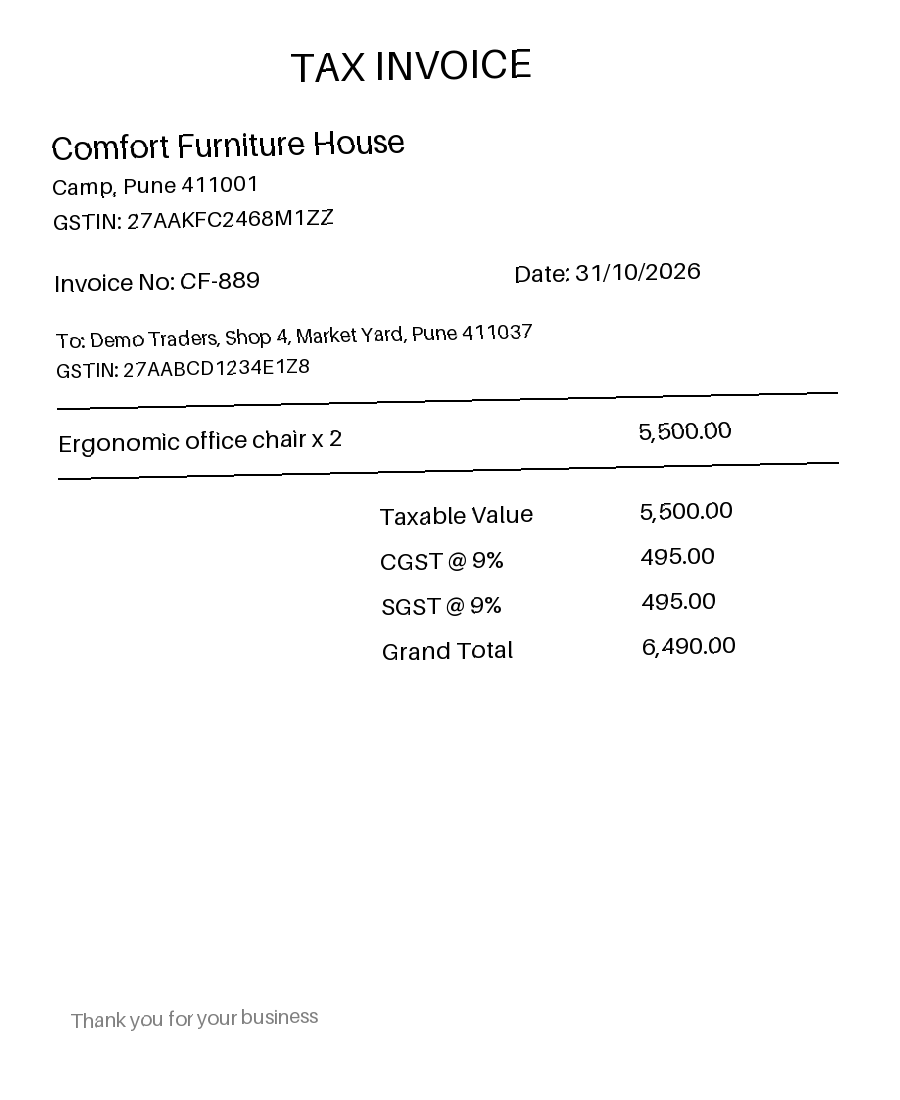 TAX INVOICE
Comfort Furniture House
Camp, Pune 411001
GSTIN: 27AAKFC2468M1ZZ
Invoice No: CF-889 Date: 31/10/2026
To: Demo Traders, Shop 4, Market Yard, Pune 411037
GSTIN: 27AABCD1234E1Z8
Ergonomic office chair x 2 5,500.00
Taxable Value 5,500.00
CGST @ 9% 495.00
SGST @ 9% 495.00
Grand Total 6,490.00
Thank you for your business